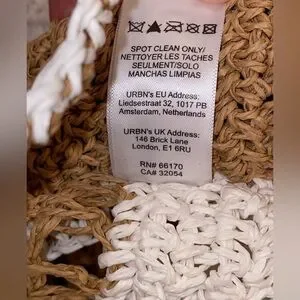 SPOT CLEAN ONLY/
NETTOYER LES TACHES
SEULMENT/SOLO
MANCHAS LIMPIAS
URBN's EU Address:
Liedsestraat 32, 1017 PB
Amsterdam, Netherlands
URBN's UK Address:
146 Brick Lane
London, E1 6RU
RN# 66170
CA# 32054